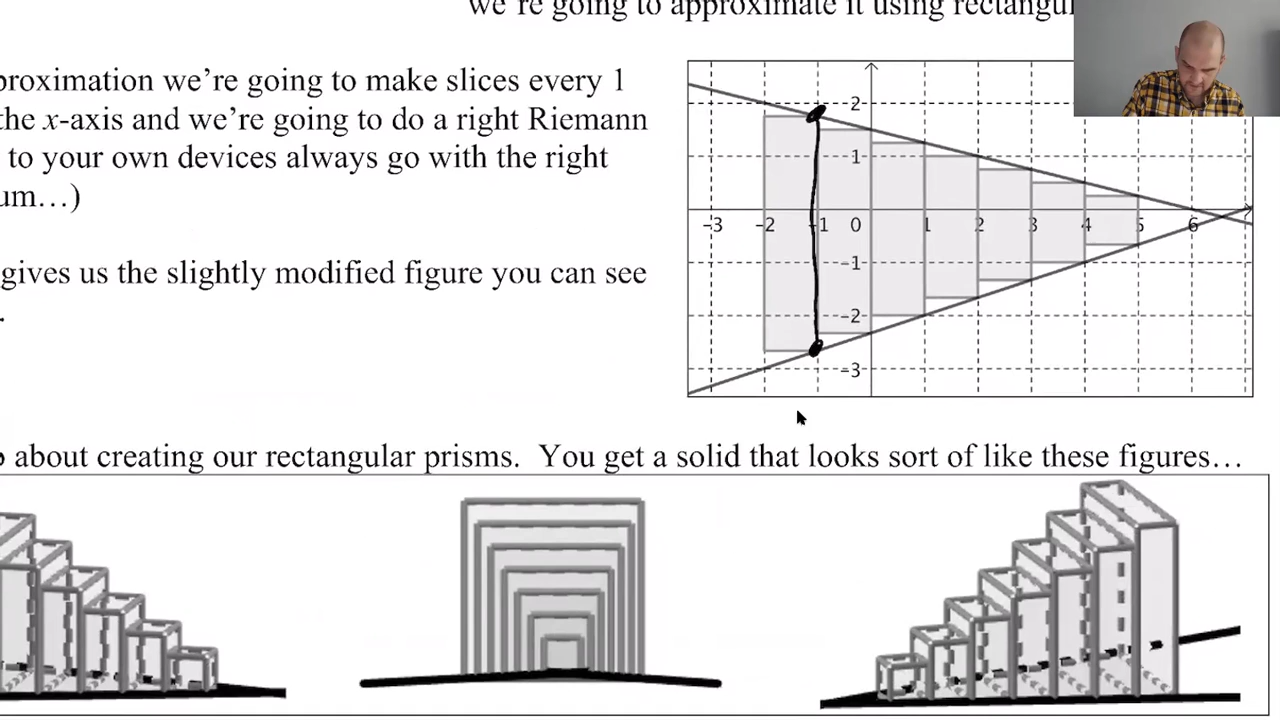 we're going to approximate it using
proximation we're going to make slices every 1
the x-axis and we're going to do a right Riemann
to your own devices always go with the right
um…)
gives us the slightly modified figure you can see
.
2
1
-3 -2 -1 0 1 2 3 4 5 6
-1
-2
-3
about creating our rectangular prisms. You get a solid that looks sort of like these figures…